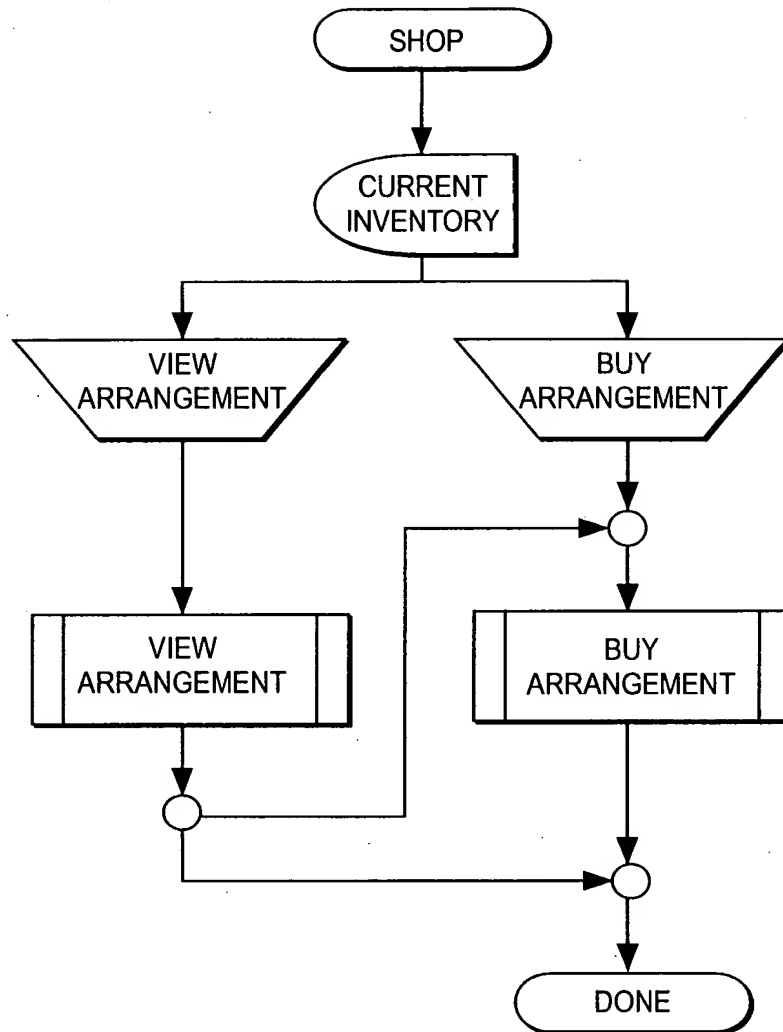 SHOP
CURRENT
INVENTORY
VIEW
ARRANGEMENT
BUY
ARRANGEMENT
VIEW
ARRANGEMENT
BUY
ARRANGEMENT
DONE